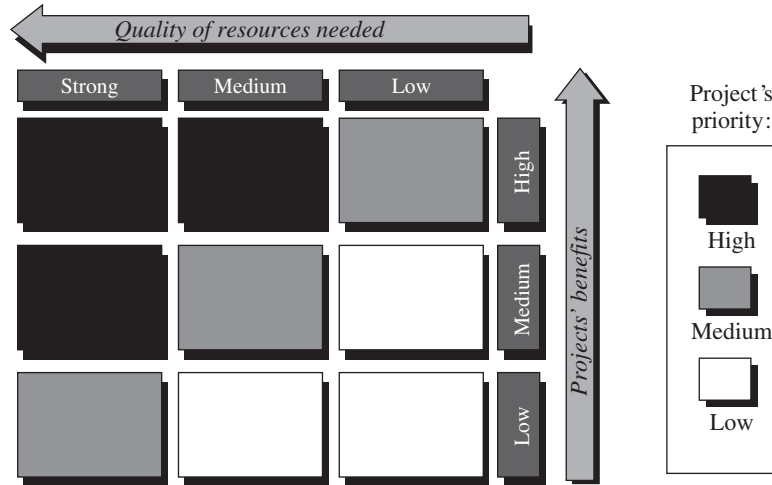 Quality of resources needed
Strong
Medium
Low
High
Medium
Low
Projects' benefits
Project's
priority:
High
Medium
Low